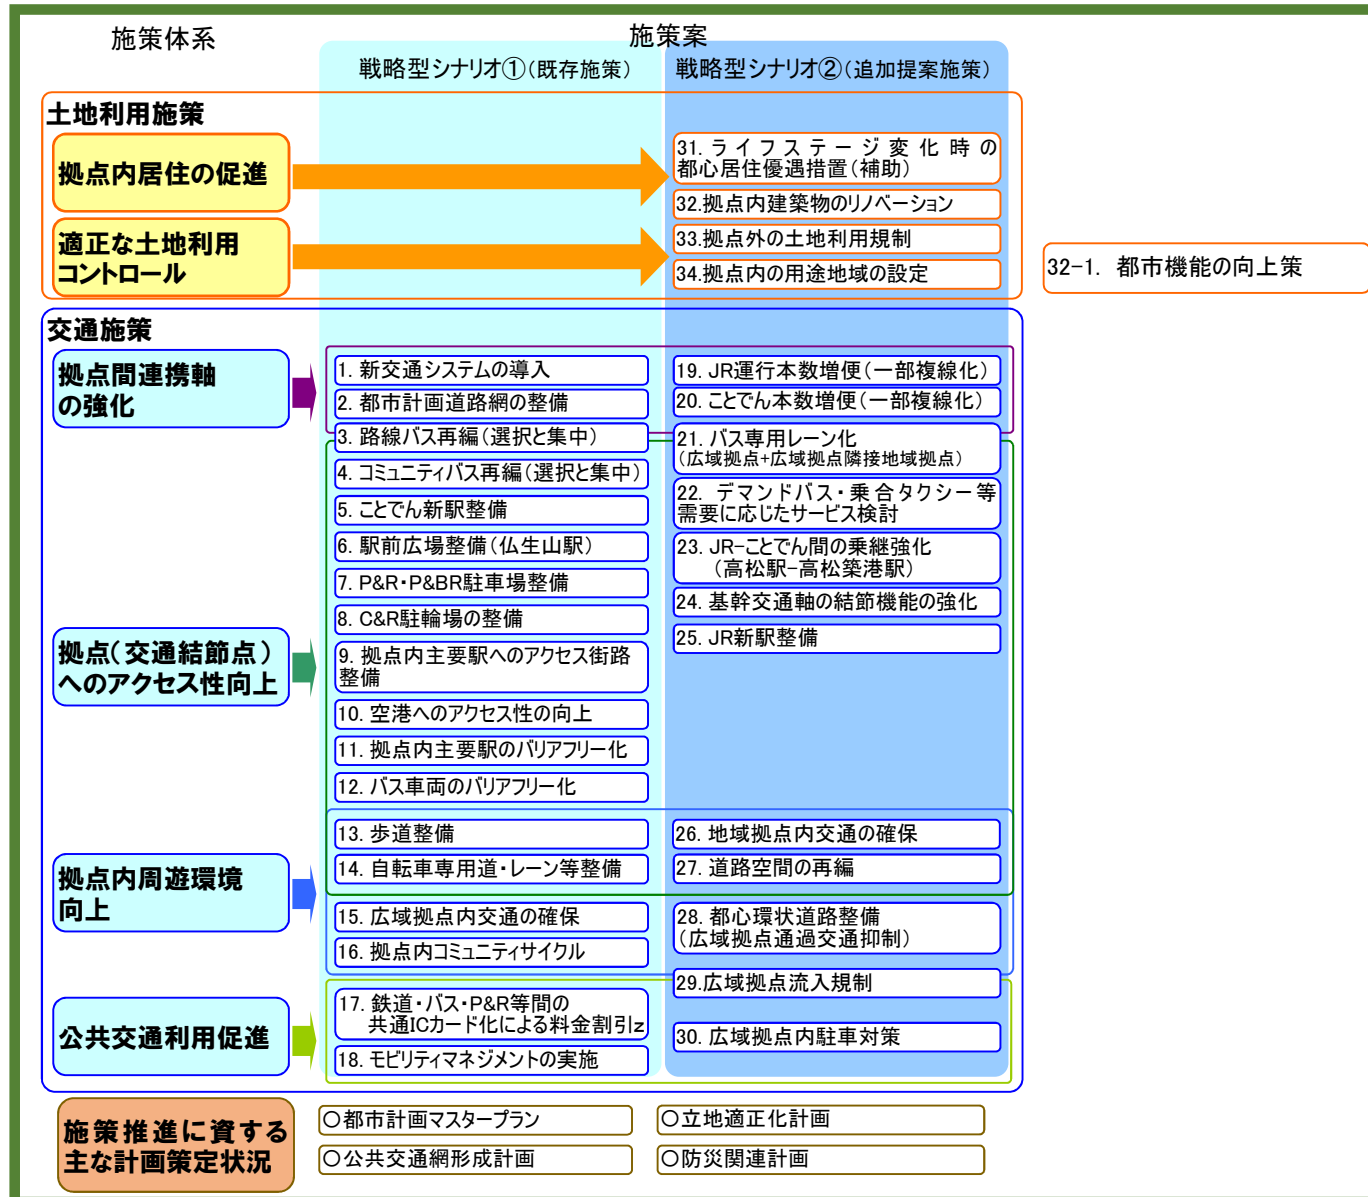 施策体系
施策案
戦略型シナリオ①(既存施策)
戦略型シナリオ②(追加提案施策)
土地利用施策
拠点内居住の促進
31. ライフステージ変化時の
都心居住優遇措置(補助)
32.拠点内建築物のリノベーション
適正な土地利用
コントロール
33.拠点外の土地利用規制
34.拠点内の用途地域の設定
32-1. 都市機能の向上策
交通施策
拠点間連携軸
の強化
1. 新交通システムの導入
2. 都市計画道路網の整備
3. 路線バス再編(選択と集中)
4. コミュニティバス再編(選択と集中)
5. ことでん新駅整備
6. 駅前広場整備(仏生山駅)
7. P&R・P&BR駐車場整備
8. C&R駐輪場の整備
9. 拠点内主要駅へのアクセス街路
整備
10. 空港へのアクセス性の向上
11. 拠点内主要駅のバリアフリー化
12. バス車両のバリアフリー化
19. JR運行本数増便(一部複線化)
20. ことでん本数増便(一部複線化)
21. バス専用レーン化
(広域拠点+広域拠点隣接地域拠点)
22. デマンドバス・乗合タクシー等
需要に応じたサービス検討
23. JR-ことでん間の乗継強化
(高松駅-高松築港駅)
24. 基幹交通軸の結節機能の強化
25. JR新駅整備
拠点(交通結節点)
へのアクセス性向上
拠点内周遊環境
向上
13. 歩道整備
14. 自転車専用道・レーン等整備
15. 広域拠点内交通の確保
16. 拠点内コミュニティサイクル
26. 地域拠点内交通の確保
27. 道路空間の再編
28. 都心環状道路整備
(広域拠点通過交通抑制)
29.広域拠点流入規制
公共交通利用促進
17. 鉄道・バス・P&R等間の
共通ICカード化による料金割引z
18. モビリティマネジメントの実施
30. 広域拠点内駐車対策
施策推進に資する
主な計画策定状況
○都市計画マスタープラン
○立地適正化計画
○公共交通網形成計画
○防災関連計画